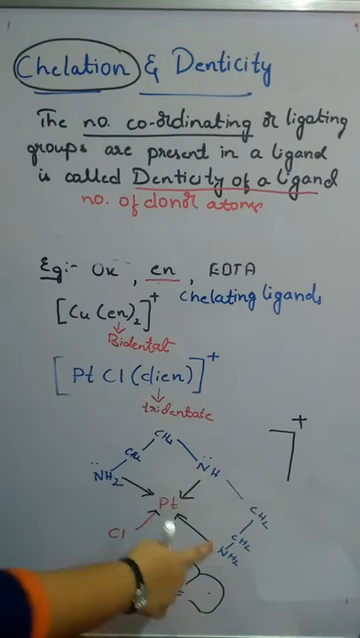 Chelation & Denticity
The no. co-ordinating or ligating
groups are present in a ligand
is called Denticity of a ligand
no. of donor atoms
Eg:- Ox, en, EDTA
chelating ligands
[Cu(en)₂]⁺
Bidentat
[PtCl(dien)]⁺
tridentate
CH₂
CH₂
NH
NH₂
Pt
Cl
CH₂
CH₂
NH₂
+